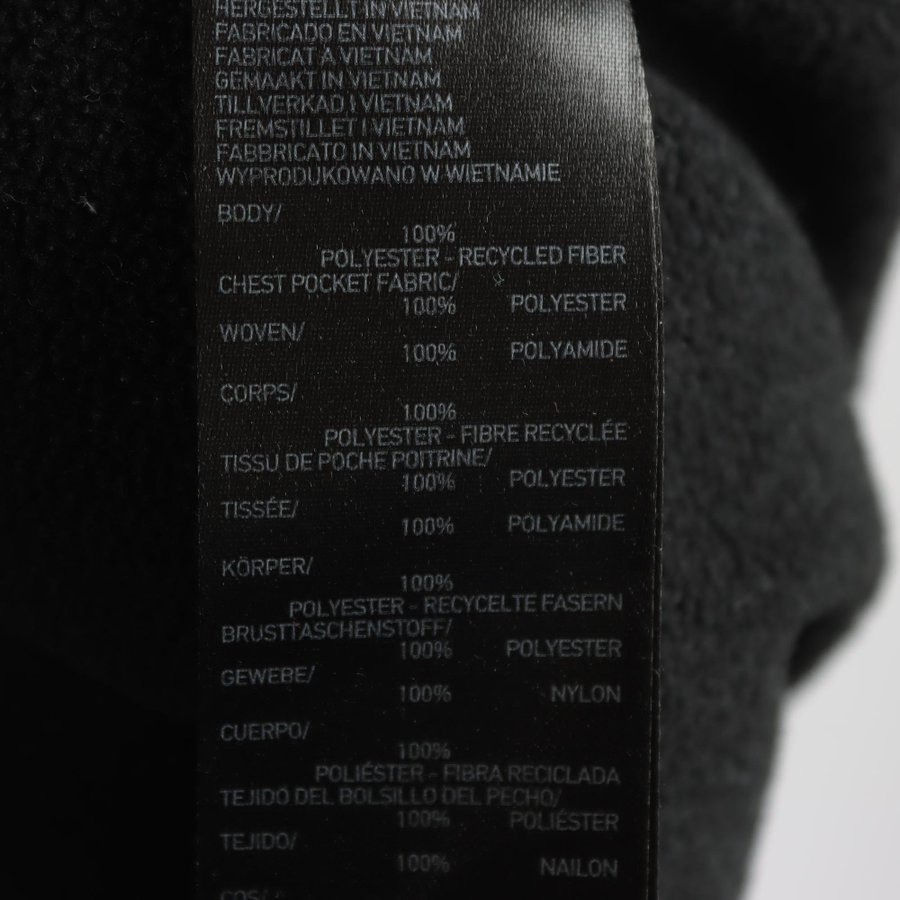 HERGESTELLT IN VIETNAM
FABRICADO EN VIETNAM
FABRICAT A VIETNAM
GEMAAKT IN VIETNAM
TILLVERKAD I VIETNAM
FREMSTILLET I VIETNAM
FABBRICATO IN VIETNAM
WYPRODUKOWANO W WIETNAMIE
BODY/
100%
POLYESTER - RECYCLED FIBER
CHEST POCKET FABRIC/
100% POLYESTER
WOVEN/
100% POLYAMIDE
CORPS/
100%
POLYESTER - FIBRE RECYCLÉE
TISSU DE POCHE POITRINE/
100% POLYESTER
TISSÉE/
100% POLYAMIDE
KÖRPER/
100%
POLYESTER - RECYCELTE FASERN
BRUSTTASCHENSTOFF/
100% POLYESTER
GEWEBE/
100% NYLON
CUERPO/
100%
POLIÉSTER - FIBRA RECICLADA
TEJIDO DEL BOLSILLO DEL PECHO/
100% POLIÉSTER
TEJIDO/
100% NAILON